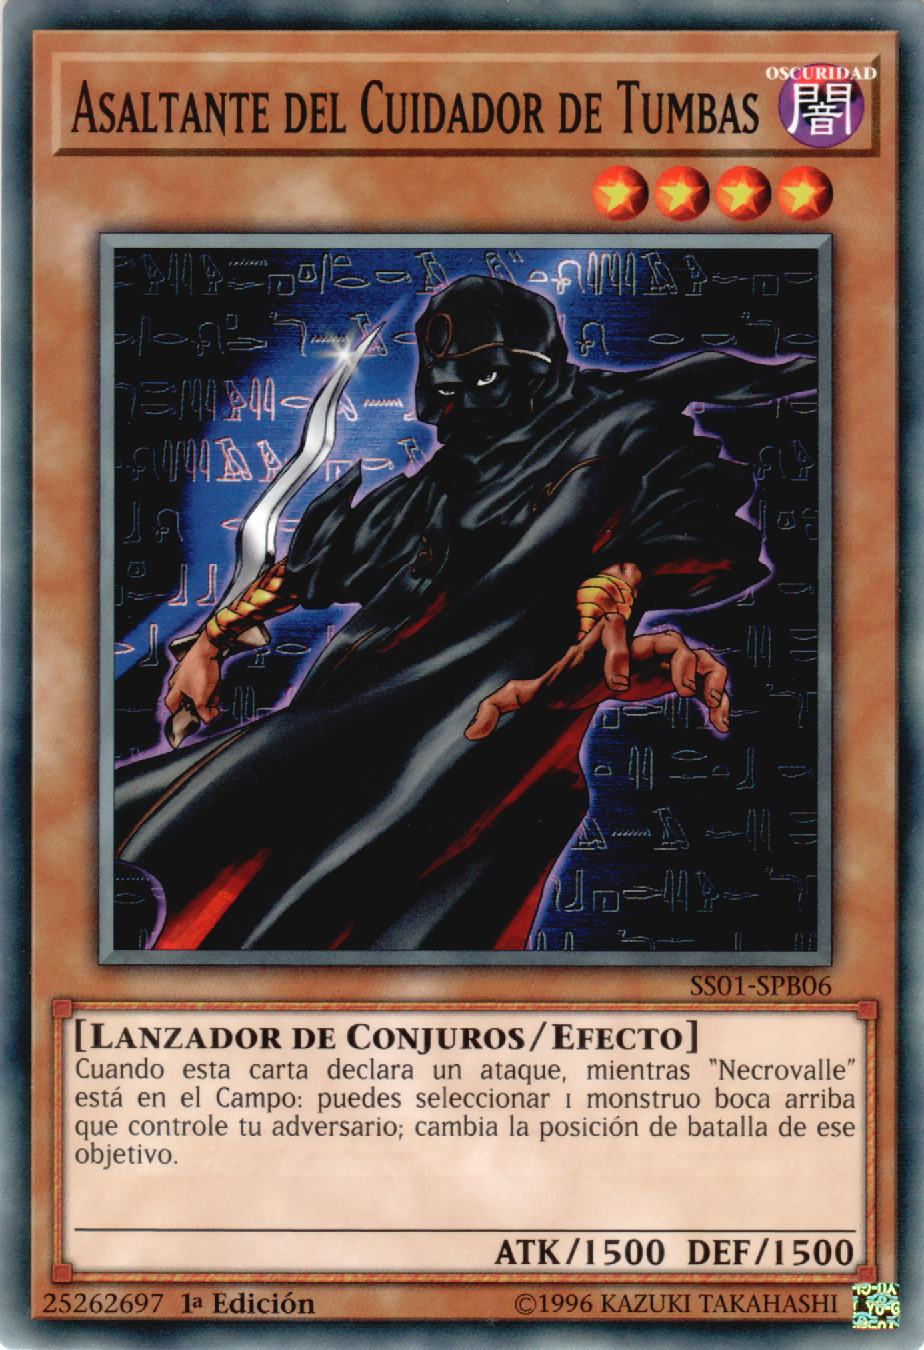 Asaltante del Cuidador de Tumbas
OSCURIDAD
闇
SS01-SPB06
[Lanzador de Conjuros/Efecto]
Cuando esta carta declara un ataque, mientras "Necrovalle"
está en el Campo: puedes seleccionar 1 monstruo boca arriba
que controle tu adversario; cambia la posición de batalla de ese
objetivo.
ATK/1500 DEF/1500
25262697 1ª Edición ©1996 KAZUKI TAKAHASHI